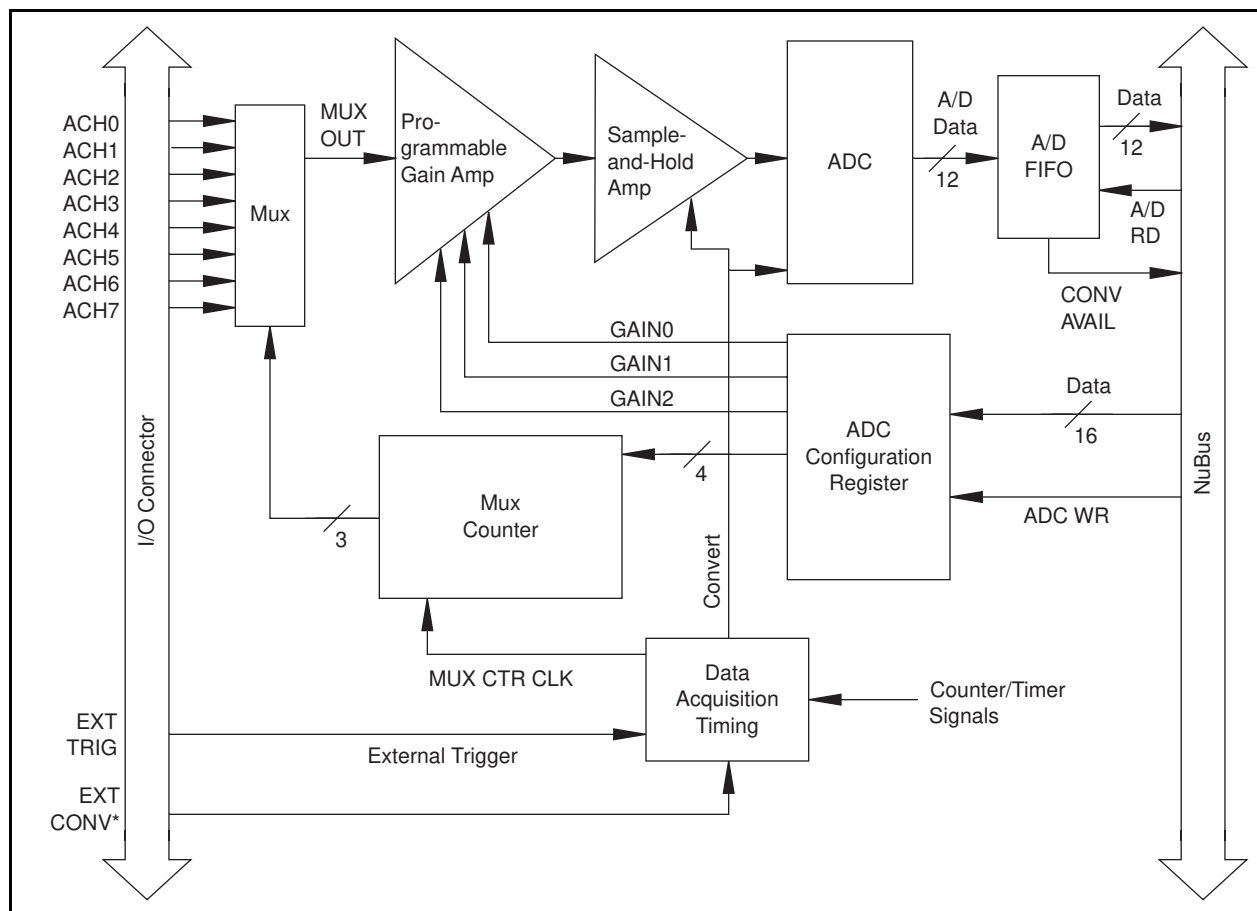 ACH0
ACH1
ACH2
ACH3
ACH4
ACH5
ACH6
ACH7
Mux
MUX
OUT
Pro-
grammable
Gain Amp
Sample-
and-Hold
Amp
ADC
A/D
Data
12
A/D
FIFO
Data
12
A/D
RD
CONV
AVAIL
GAIN0
GAIN1
GAIN2
ADC
Configuration
Register
Data
16
ADC WR
4
Mux
Counter
3
I/O Connector
NuBus
Convert
MUX CTR CLK
Data
Acquisition
Timing
Counter/Timer
Signals
EXT
TRIG
External Trigger
EXT
CONV*